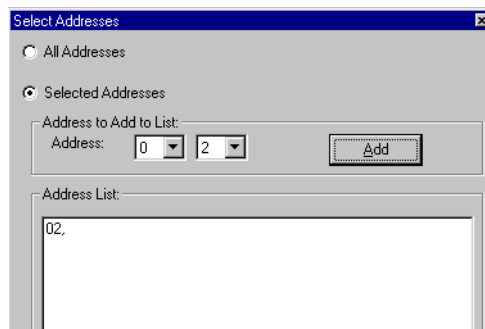 Select Addresses
All Addresses
Selected Addresses
Address to Add to List:
Address: 0 2 Add
Address List:
02,